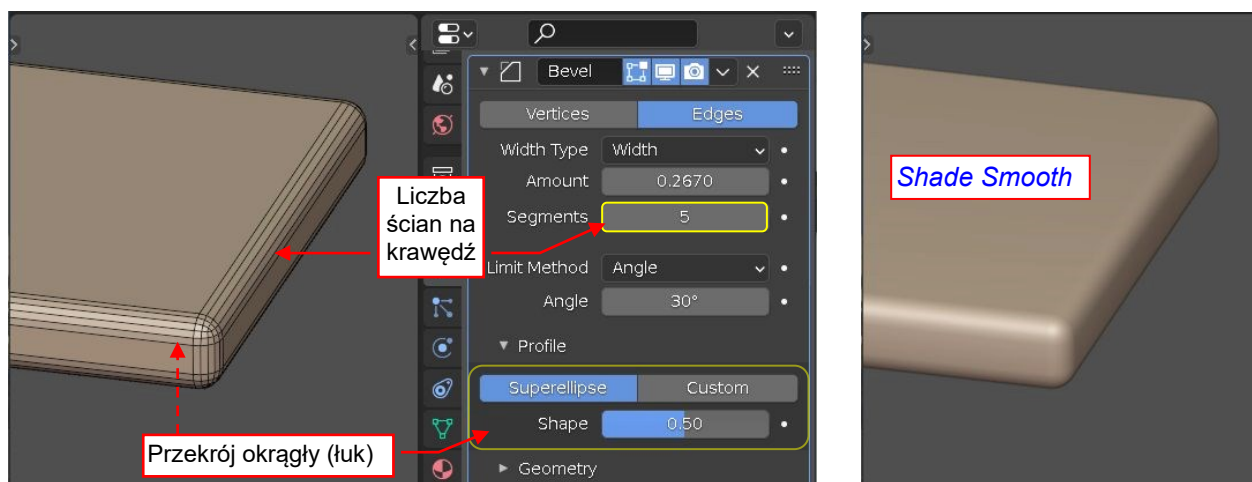 Bevel
Vertices Edges
Width Type Width
Amount 0.2670
Segments 5
Limit Method Angle
Angle 30°
Profile
Superellipse Custom
Shape 0.50
Geometry
Liczba
ścian na
krawędź
Przekrój okrągły (łuk)
Shade Smooth